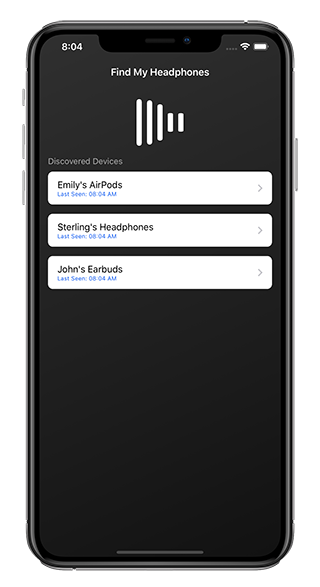 8:04
Find My Headphones
Discovered Devices
Emily's AirPods
Last Seen: 08:04 AM
Sterling's Headphones
Last Seen: 08:04 AM
John's Earbuds
Last Seen: 08:04 AM